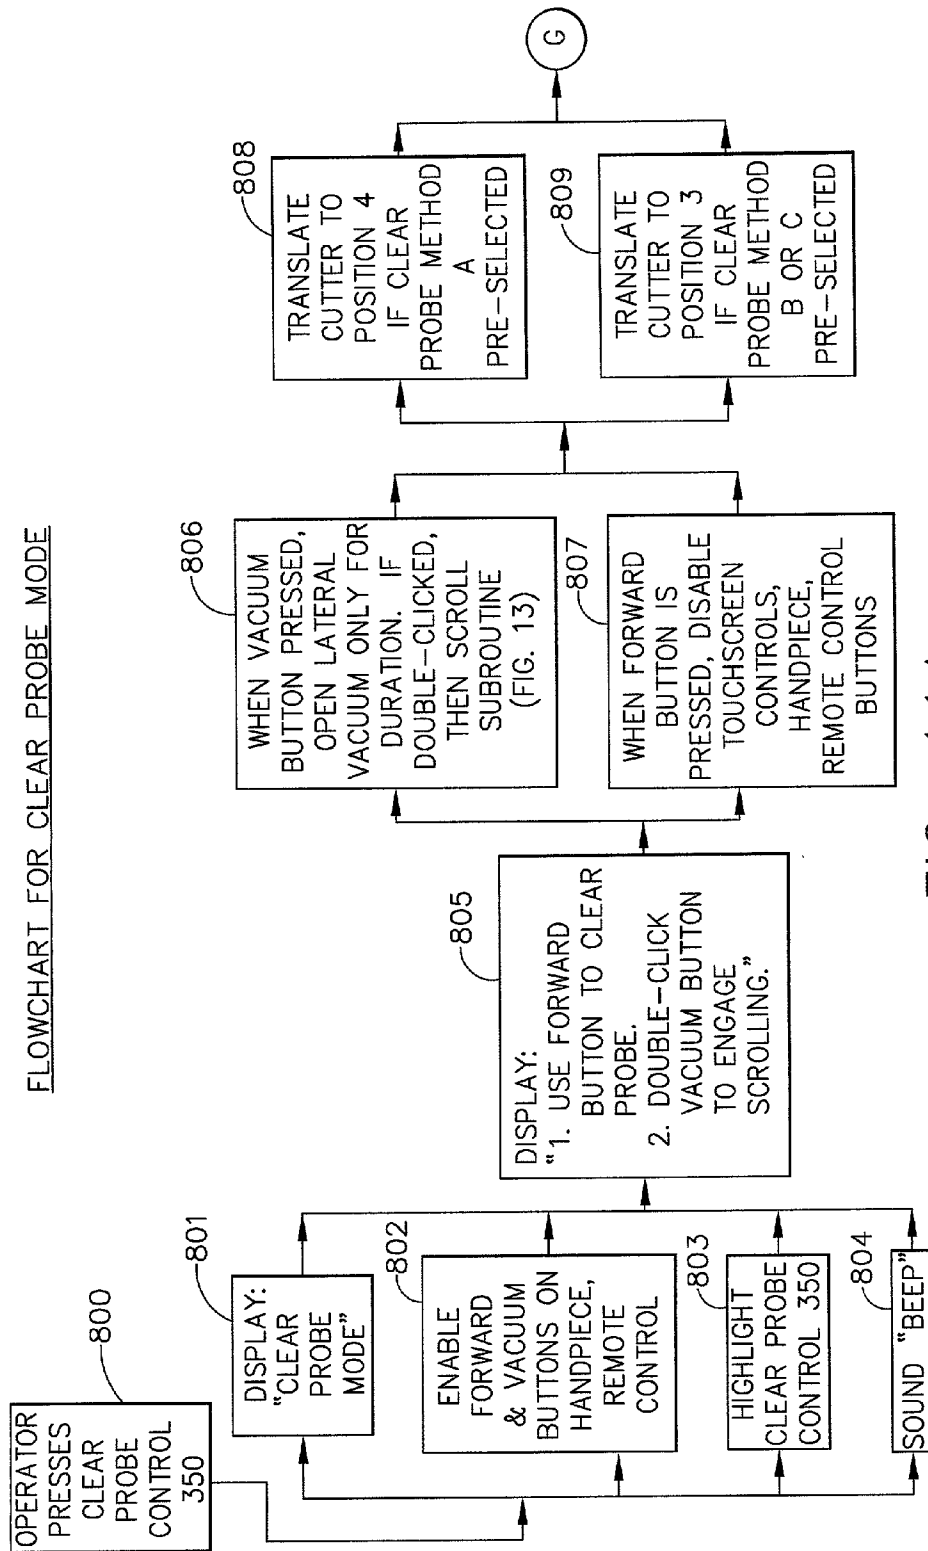 FLOWCHART FOR CLEAR PROBE MODE
800
OPERATOR
PRESSES
CLEAR
PROBE
CONTROL
350
801
DISPLAY:
"CLEAR
PROBE
MODE"
802
ENABLE
FORWARD
& VACUUM
BUTTONS ON
HANDPIECE,
REMOTE
CONTROL
803
HIGHLIGHT
CLEAR PROBE
CONTROL 350
804
SOUND "BEEP"
805
DISPLAY:
"1. USE FORWARD
BUTTON TO CLEAR
PROBE.
2. DOUBLE-CLICK
VACUUM BUTTON
TO ENGAGE
SCROLLING."
806
WHEN VACUUM
BUTTON PRESSED,
OPEN LATERAL
VACUUM ONLY FOR
DURATION. IF
DOUBLE-CLICKED,
THEN SCROLL
SUBROUTINE
(FIG. 13)
807
WHEN FORWARD
BUTTON IS
PRESSED, DISABLE
TOUCHSCREEN
CONTROLS,
HANDPIECE,
REMOTE CONTROL
BUTTONS
808
TRANSLATE
CUTTER TO
POSITION 4
IF CLEAR
PROBE METHOD
A
PRE-SELECTED
809
TRANSLATE
CUTTER TO
POSITION 3
IF CLEAR
PROBE METHOD
B OR C
PRE-SELECTED
G